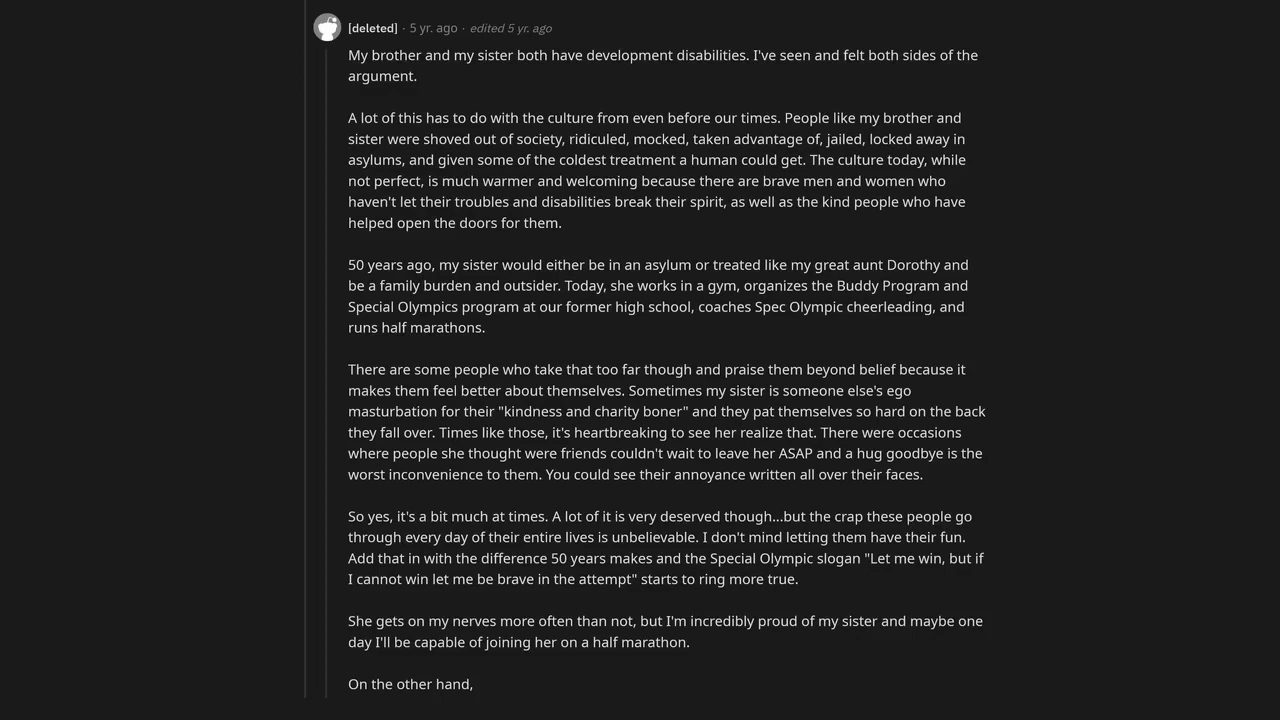 [deleted] · 5 yr. ago · edited 5 yr. ago
My brother and my sister both have development disabilities. I've seen and felt both sides of the
argument.
A lot of this has to do with the culture from even before our times. People like my brother and
sister were shoved out of society, ridiculed, mocked, taken advantage of, jailed, locked away in
asylums, and given some of the coldest treatment a human could get. The culture today, while
not perfect, is much warmer and welcoming because there are brave men and women who
haven't let their troubles and disabilities break their spirit, as well as the kind people who have
helped open the doors for them.
50 years ago, my sister would either be in an asylum or treated like my great aunt Dorothy and
be a family burden and outsider. Today, she works in a gym, organizes the Buddy Program and
Special Olympics program at our former high school, coaches Spec Olympic cheerleading, and
runs half marathons.
There are some people who take that too far though and praise them beyond belief because it
makes them feel better about themselves. Sometimes my sister is someone else's ego
masturbation for their "kindness and charity boner" and they pat themselves so hard on the back
they fall over. Times like those, it's heartbreaking to see her realize that. There were occasions
where people she thought were friends couldn't wait to leave her ASAP and a hug goodbye is the
worst inconvenience to them. You could see their annoyance written all over their faces.
So yes, it's a bit much at times. A lot of it is very deserved though...but the crap these people go
through every day of their entire lives is unbelievable. I don't mind letting them have their fun.
Add that in with the difference 50 years makes and the Special Olympic slogan "Let me win, but if
I cannot win let me be brave in the attempt" starts to ring more true.
She gets on my nerves more often than not, but I'm incredibly proud of my sister and maybe one
day I'll be capable of joining her on a half marathon.
On the other hand,